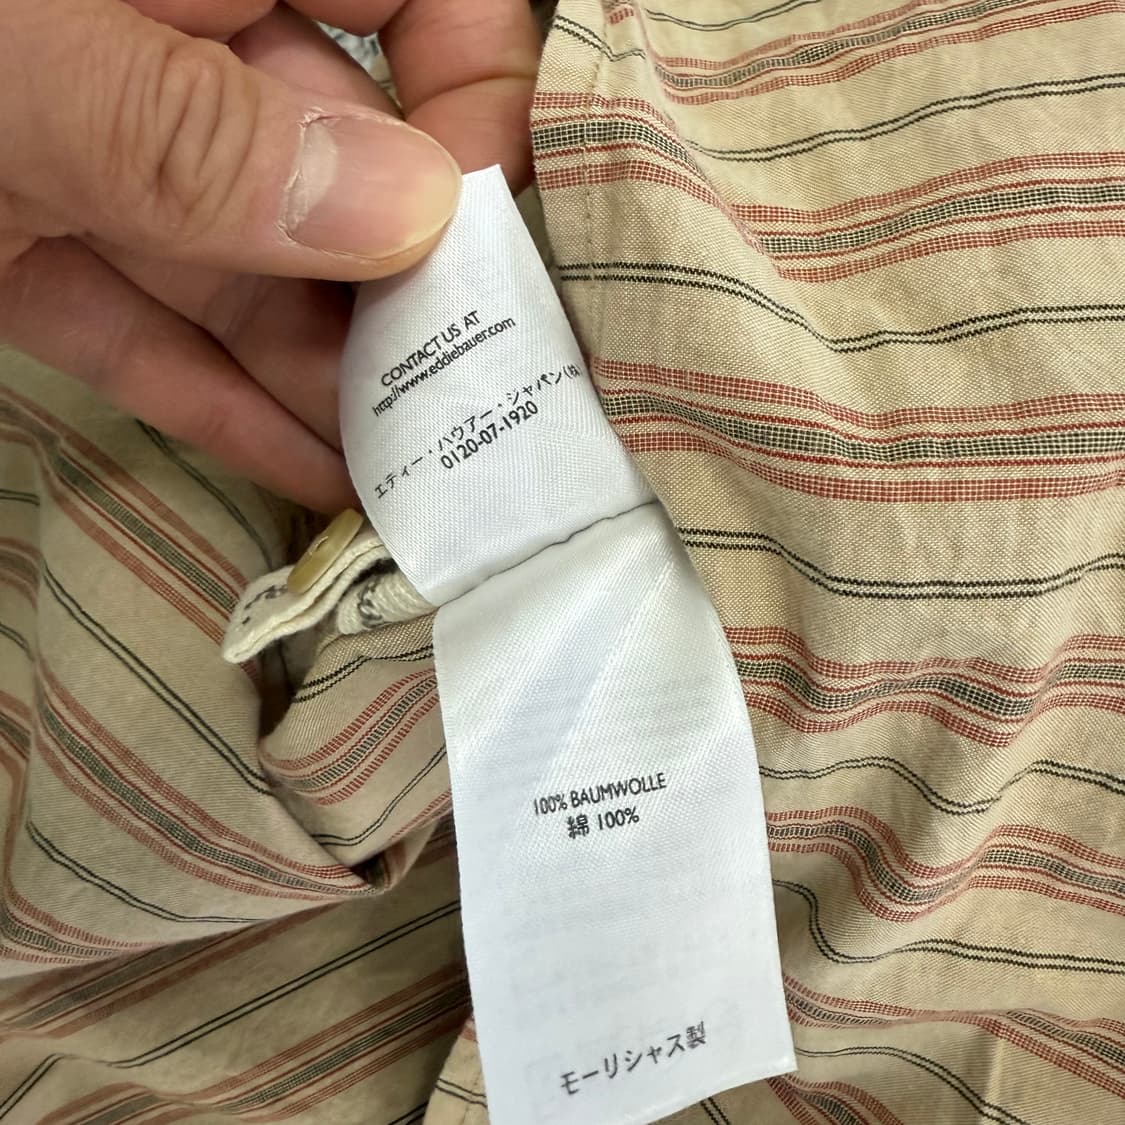 CONTACT US AT
http://www.eddiebauer.com
エディー・バウアー・ジャパン(株)
0120-07-1920
100% BAUMWOLLE
綿 100%
モーリシャス製